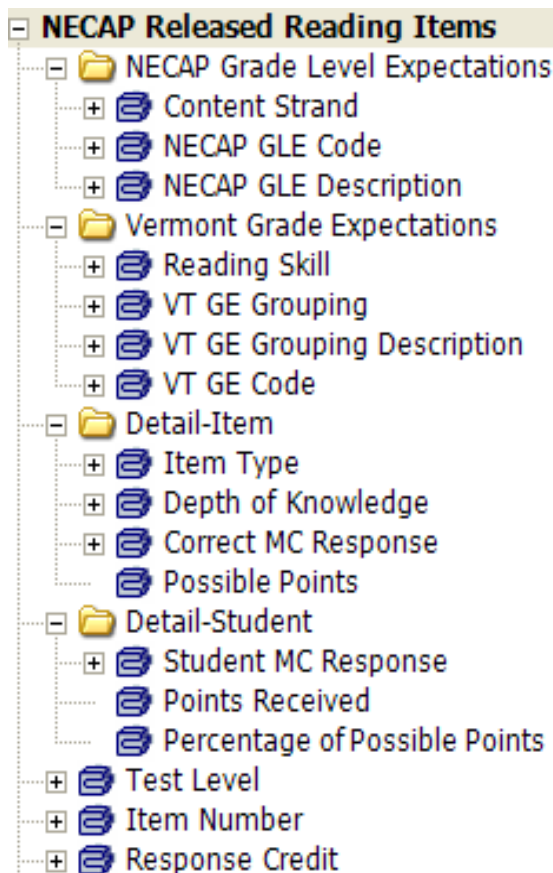 NECAP Released Reading Items
NECAP Grade Level Expectations
Content Strand
NECAP GLE Code
NECAP GLE Description
Vermont Grade Expectations
Reading Skill
VT GE Grouping
VT GE Grouping Description
VT GE Code
Detail-Item
Item Type
Depth of Knowledge
Correct MC Response
Possible Points
Detail-Student
Student MC Response
Points Received
Percentage of Possible Points
Test Level
Item Number
Response Credit